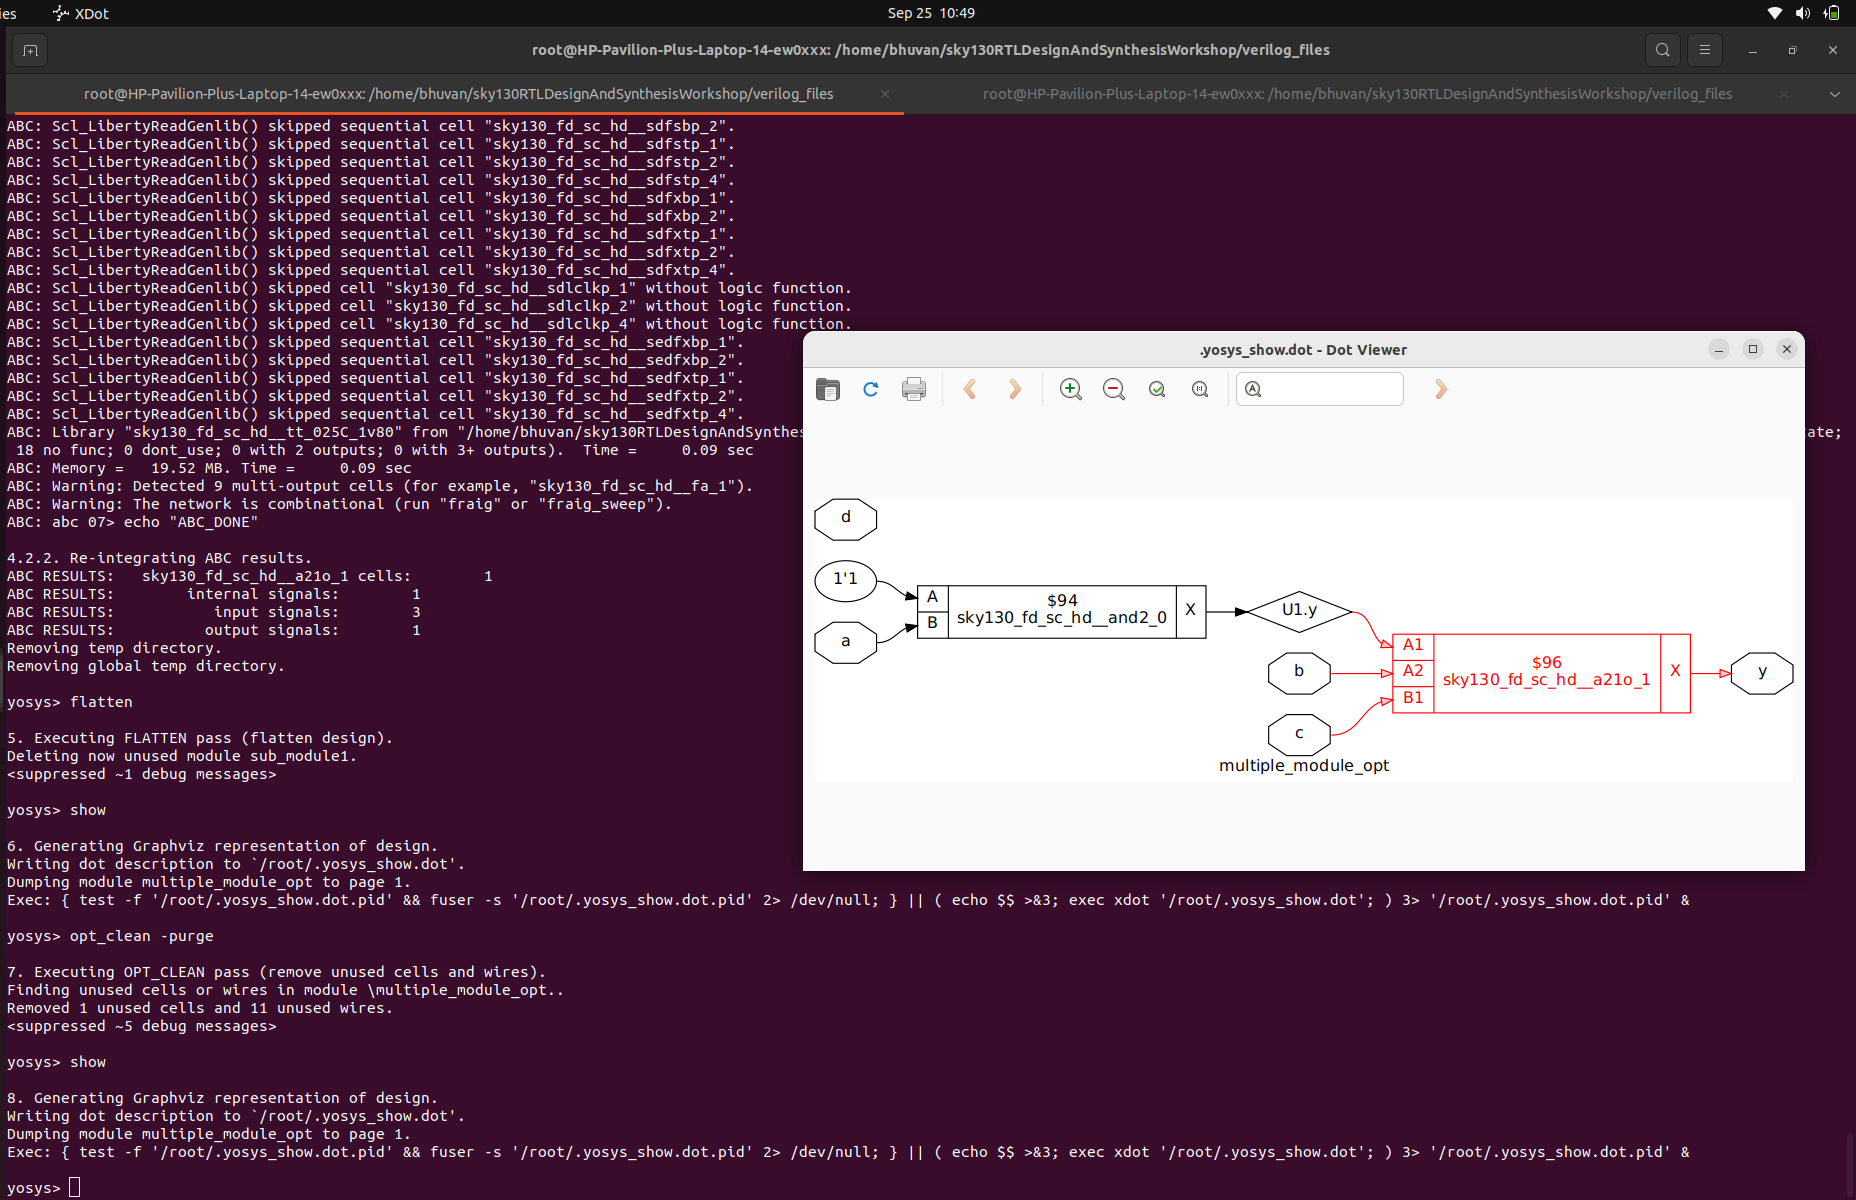 ies XDot Sep 25 10:49
root@HP-Pavilion-Plus-Laptop-14-ew0xxx: /home/bhuvan/sky130RTLDesignAndSynthesisWorkshop/verilog_files
root@HP-Pavilion-Plus-Laptop-14-ew0xxx: /home/bhuvan/sky130RTLDesignAndSynthesisWorkshop/verilog_files × root@HP-Pavilion-Plus-Laptop-14-ew0xxx: /home/bhuvan/sky130RTLDesignAndSynthesisWorkshop/verilog_files ×
ABC: Scl_LibertyReadGenlib() skipped sequential cell "sky130_fd_sc_hd__sdfsbp_2".
ABC: Scl_LibertyReadGenlib() skipped sequential cell "sky130_fd_sc_hd__sdfstp_1".
ABC: Scl_LibertyReadGenlib() skipped sequential cell "sky130_fd_sc_hd__sdfstp_2".
ABC: Scl_LibertyReadGenlib() skipped sequential cell "sky130_fd_sc_hd__sdfstp_4".
ABC: Scl_LibertyReadGenlib() skipped sequential cell "sky130_fd_sc_hd__sdfxbp_1".
ABC: Scl_LibertyReadGenlib() skipped sequential cell "sky130_fd_sc_hd__sdfxbp_2".
ABC: Scl_LibertyReadGenlib() skipped sequential cell "sky130_fd_sc_hd__sdfxtp_1".
ABC: Scl_LibertyReadGenlib() skipped sequential cell "sky130_fd_sc_hd__sdfxtp_2".
ABC: Scl_LibertyReadGenlib() skipped sequential cell "sky130_fd_sc_hd__sdfxtp_4".
ABC: Scl_LibertyReadGenlib() skipped cell "sky130_fd_sc_hd__sdlclkp_1" without logic function.
ABC: Scl_LibertyReadGenlib() skipped cell "sky130_fd_sc_hd__sdlclkp_2" without logic function.
ABC: Scl_LibertyReadGenlib() skipped cell "sky130_fd_sc_hd__sdlclkp_4" without logic function.
ABC: Scl_LibertyReadGenlib() skipped sequential cell "sky130_fd_sc_hd__sedfxbp_1".
ABC: Scl_LibertyReadGenlib() skipped sequential cell "sky130_fd_sc_hd__sedfxbp_2".
ABC: Scl_LibertyReadGenlib() skipped sequential cell "sky130_fd_sc_hd__sedfxtp_1".
ABC: Scl_LibertyReadGenlib() skipped sequential cell "sky130_fd_sc_hd__sedfxtp_2".
ABC: Scl_LibertyReadGenlib() skipped sequential cell "sky130_fd_sc_hd__sedfxtp_4".
ABC: Library "sky130_fd_sc_hd__tt_025C_1v80" from "/home/bhuvan/sky130RTLDesignAndSynthes ate;
18 no func; 0 dont_use; 0 with 2 outputs; 0 with 3+ outputs). Time = 0.09 sec
ABC: Memory = 19.52 MB. Time = 0.09 sec
ABC: Warning: Detected 9 multi-output cells (for example, "sky130_fd_sc_hd__fa_1").
ABC: Warning: The network is combinational (run "fraig" or "fraig_sweep").
ABC: abc 07> echo "ABC_DONE"
4.2.2. Re-integrating ABC results.
ABC RESULTS: sky130_fd_sc_hd__a21o_1 cells: 1
ABC RESULTS: internal signals: 1
ABC RESULTS: input signals: 3
ABC RESULTS: output signals: 1
Removing temp directory.
Removing global temp directory.
yosys> flatten
5. Executing FLATTEN pass (flatten design).
Deleting now unused module sub_module1.
<suppressed ~1 debug messages>
yosys> show
6. Generating Graphviz representation of design.
Writing dot description to `/root/.yosys_show.dot'.
Dumping module multiple_module_opt to page 1.
Exec: { test -f '/root/.yosys_show.dot.pid' && fuser -s '/root/.yosys_show.dot.pid' 2> /dev/null; } || ( echo $$ >&3; exec xdot '/root/.yosys_show.dot'; ) 3> '/root/.yosys_show.dot.pid' &
yosys> opt_clean -purge
7. Executing OPT_CLEAN pass (remove unused cells and wires).
Finding unused cells or wires in module \multiple_module_opt..
Removed 1 unused cells and 11 unused wires.
<suppressed ~5 debug messages>
yosys> show
8. Generating Graphviz representation of design.
Writing dot description to `/root/.yosys_show.dot'.
Dumping module multiple_module_opt to page 1.
Exec: { test -f '/root/.yosys_show.dot.pid' && fuser -s '/root/.yosys_show.dot.pid' 2> /dev/null; } || ( echo $$ >&3; exec xdot '/root/.yosys_show.dot'; ) 3> '/root/.yosys_show.dot.pid' &
yosys>
.yosys_show.dot - Dot Viewer
d
1'1
a
A
B
$94
sky130_fd_sc_hd__and2_0
X
U1.y
b
c
A1
A2
B1
$96
sky130_fd_sc_hd__a21o_1
X
y
multiple_module_opt